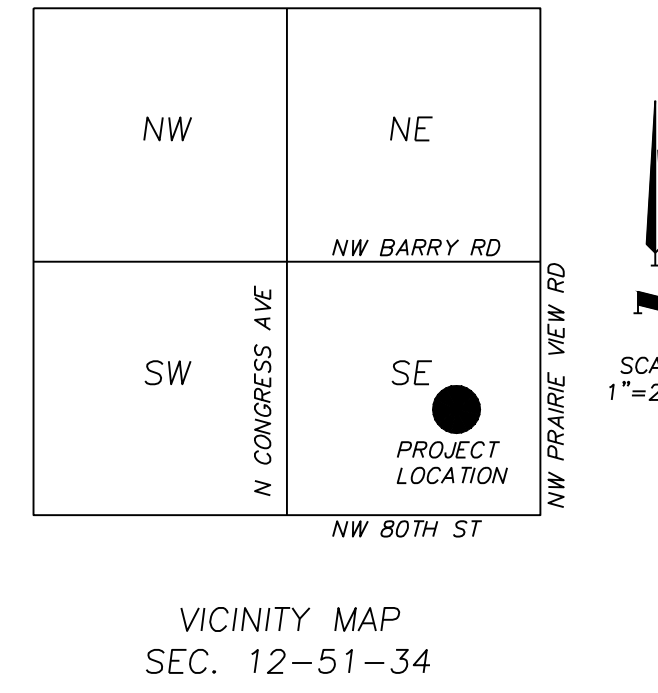 NW
NE
NW BARRY RD
N CONGRESS AVE
NW PRAIRIE VIEW RD
SW
SE
PROJECT
LOCATION
NW 80TH ST
VICINITY MAP
SEC. 12-51-34